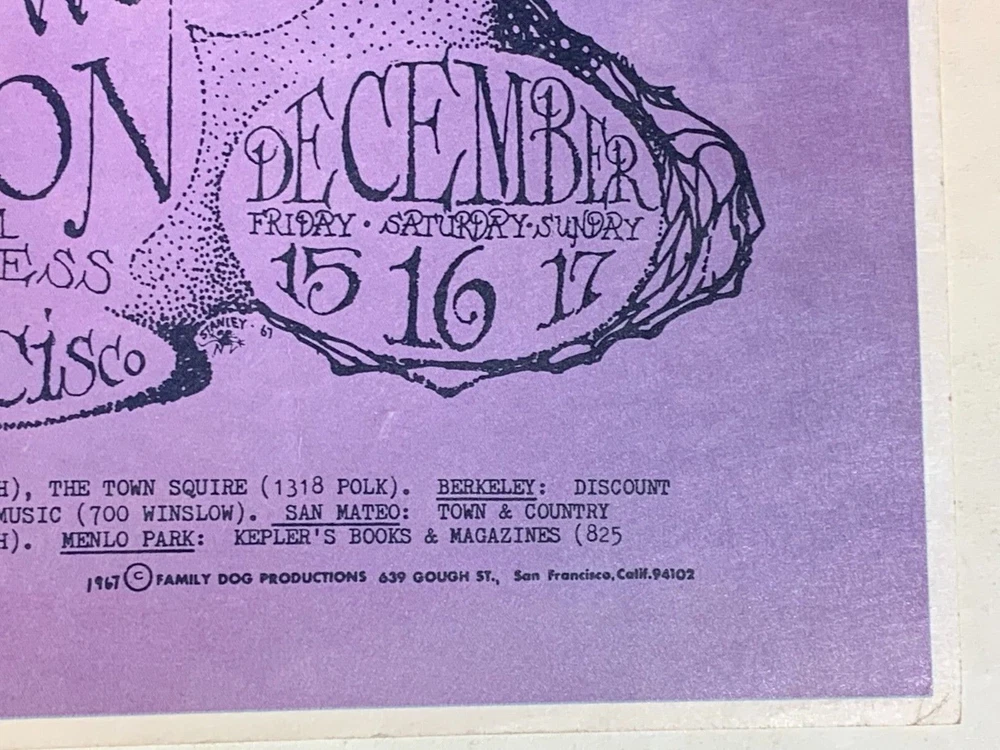 ON
DECEMBER
FRIDAY · SATURDAY · SUNDAY
15 16 17
L
ESS
STANLEY · 67
CISCO
H), THE TOWN SQUIRE (1318 POLK). BERKELEY: DISCOUNT
MUSIC (700 WINSLOW). SAN MATEO: TOWN & COUNTRY
H). MENLO PARK: KEPLER'S BOOKS & MAGAZINES (825
1967 © FAMILY DOG PRODUCTIONS 639 GOUGH ST., San Francisco, Calif. 94102